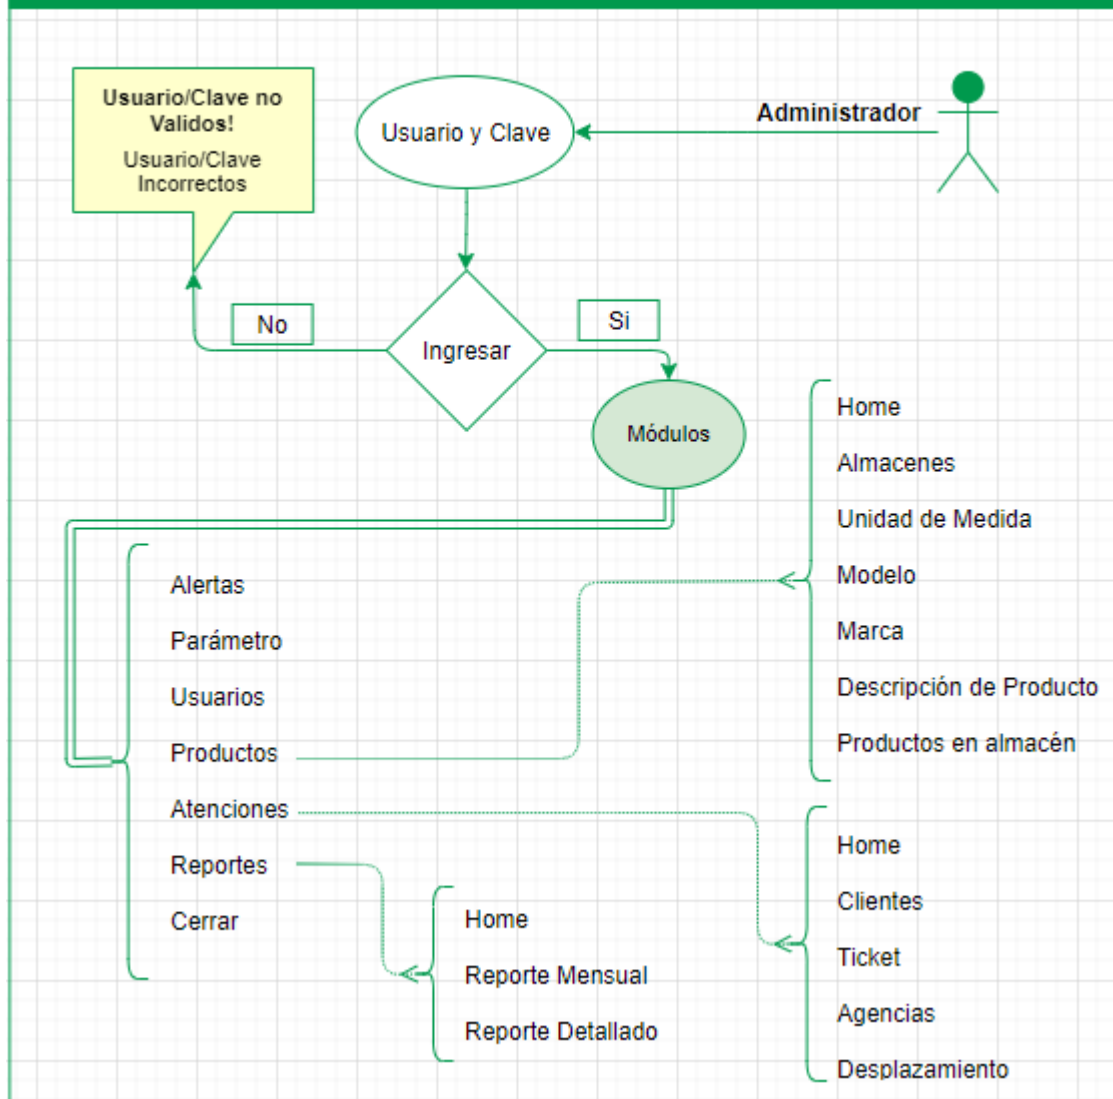 Usuario/Clave no
Validos!
Usuario/Clave
Incorrectos
Usuario y Clave
Administrador
No
Si
Ingresar
Módulos
Home
Almacenes
Unidad de Medida
Modelo
Marca
Descripción de Producto
Productos en almacén
Alertas
Parámetro
Usuarios
Productos
Atenciones
Reportes
Cerrar
Home
Reporte Mensual
Reporte Detallado
Home
Clientes
Ticket
Agencias
Desplazamiento